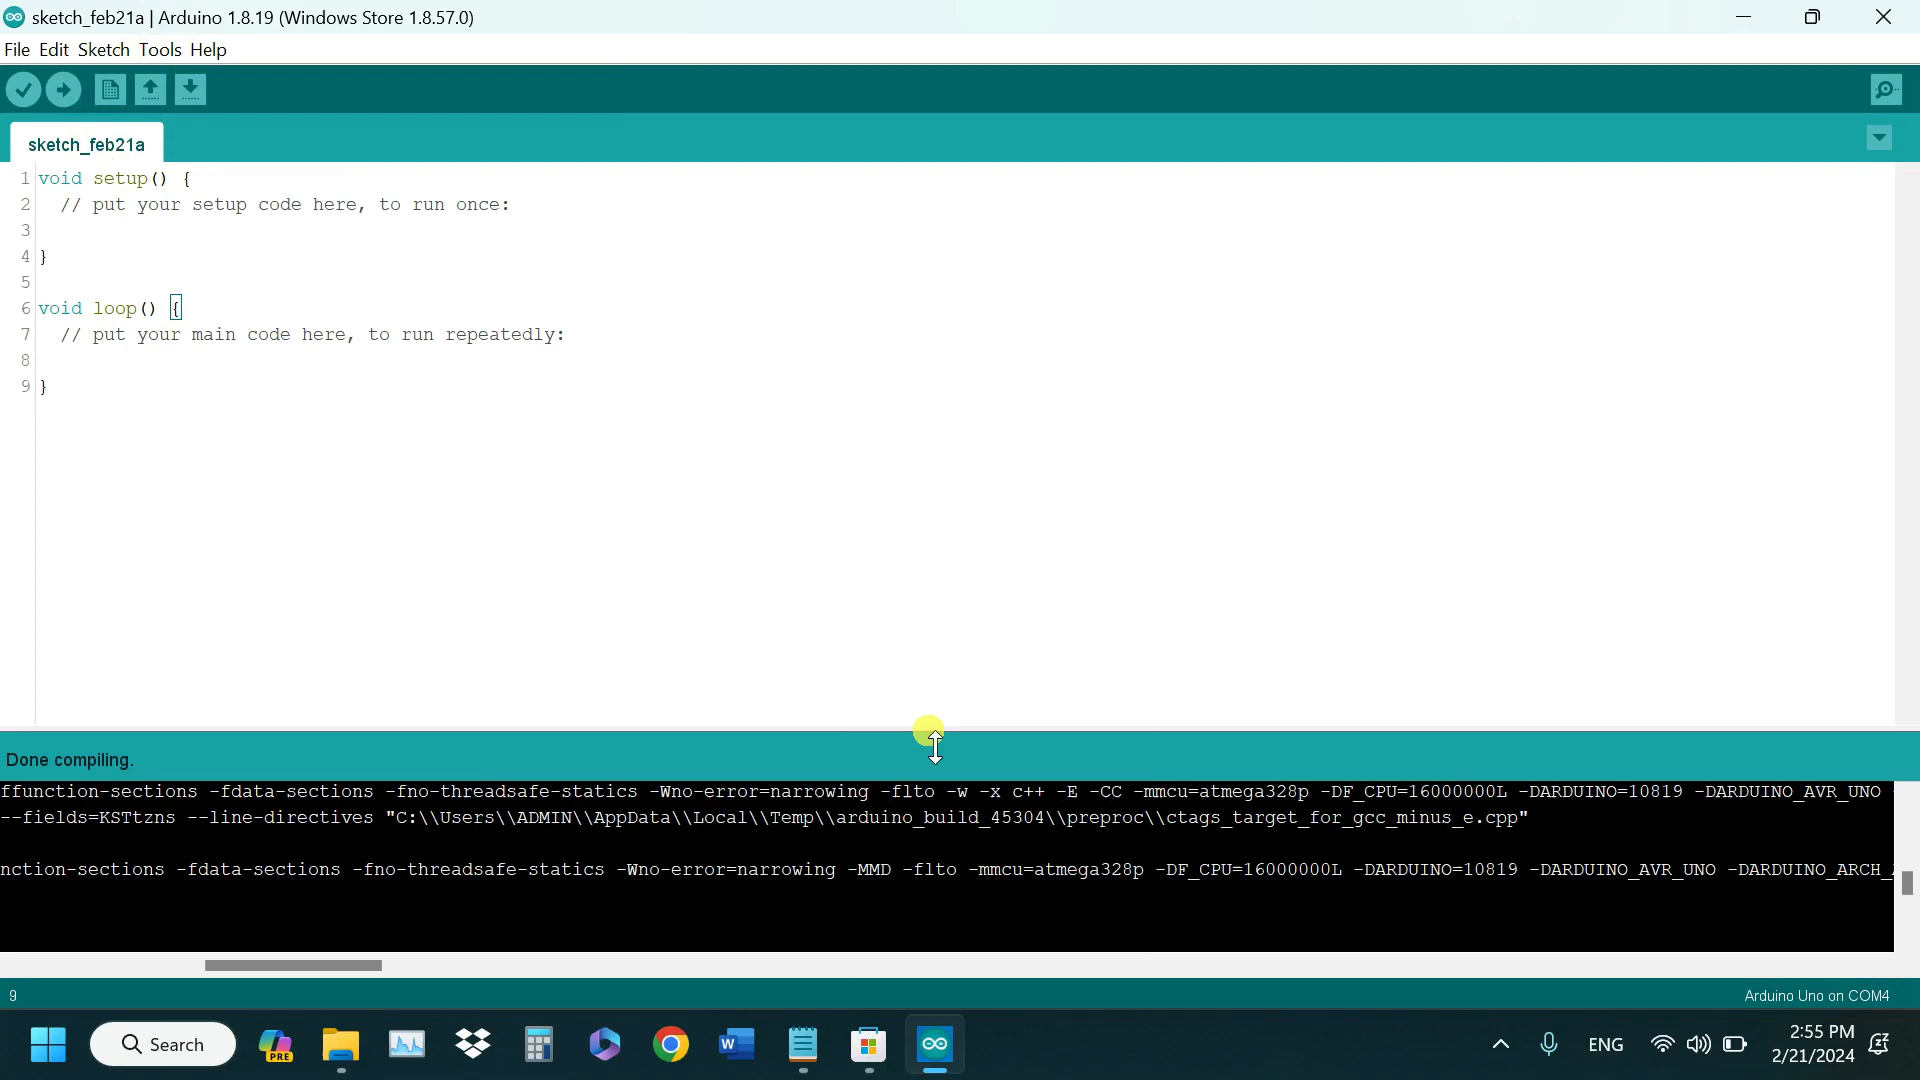 sketch_feb21a | Arduino 1.8.19 (Windows Store 1.8.57.0)
File Edit Sketch Tools Help
sketch_feb21a
1 void setup() {
2 // put your setup code here, to run once:
3
4 }
5
6 void loop() {
7 // put your main code here, to run repeatedly:
8
9 }
Done compiling.
ffunction-sections -fdata-sections -fno-threadsafe-statics -Wno-error=narrowing -flto -w -x c++ -E -CC -mmcu=atmega328p -DF_CPU=16000000L -DARDUINO=10819 -DARDUINO_AVR_UNO
--fields=KSTtzns --line-directives "C:\\Users\\ADMIN\\AppData\\Local\\Temp\\arduino_build_45304\\preproc\\ctags_target_for_gcc_minus_e.cpp"
nction-sections -fdata-sections -fno-threadsafe-statics -Wno-error=narrowing -MMD -flto -mmcu=atmega328p -DF_CPU=16000000L -DARDUINO=10819 -DARDUINO_AVR_UNO -DARDUINO_ARCH_
9
Arduino Uno on COM4
Search
PRE
W
ENG
2:55 PM
2/21/2024